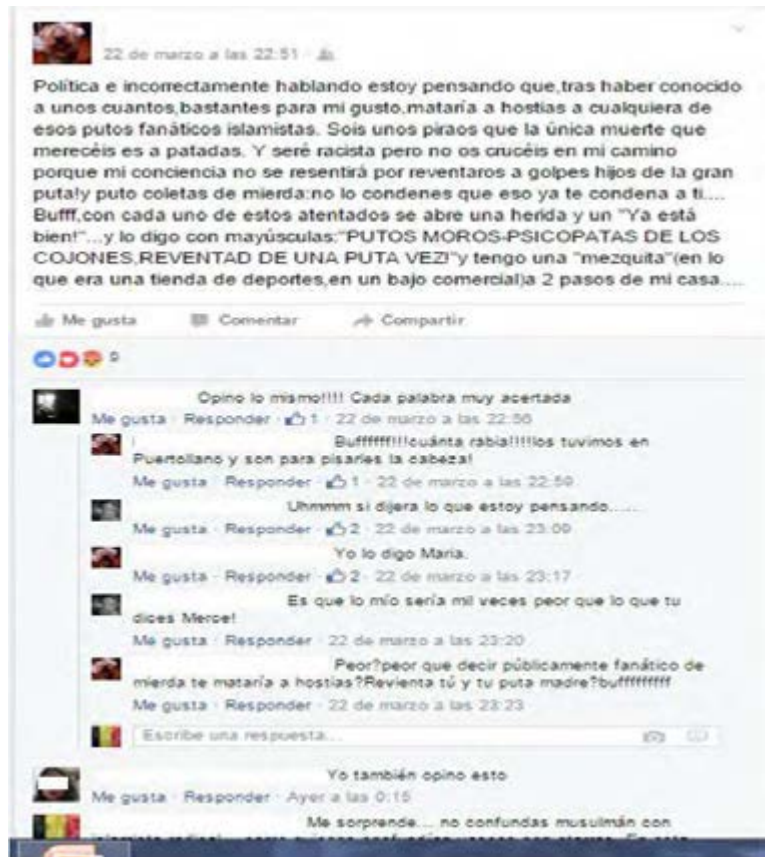 22 de marzo a las 22:51
Política e incorrectamente hablando estoy pensando que,tras haber conocido
a unos cuantos,bastantes para mi gusto,mataría a hostias a cualquiera de
esos putos fanáticos islamistas. Sois unos piraos que la única muerte que
merecéis es a patadas. Y seré racista pero no os crucéis en mi camino
porque mi conciencia no se resentirá por reventaros a golpes hijos de la gran
puta!y puto coletas de mierda:no lo condenes que eso ya te condena a ti....
Bufff,con cada uno de estos atentados se abre una herida y un "Ya está
bien!"...y lo digo con mayúsculas:"PUTOS MOROS-PSICOPATAS DE LOS
COJONES,REVENTAD DE UNA PUTA VEZ!"y tengo una "mezquita"(en lo
que era una tienda de deportes,en un bajo comercial)a 2 pasos de mi casa....
Me gusta Comentar Compartir
9
Opino lo mismo!!!! Cada palabra muy acertada
Me gusta · Responder · 1 · 22 de marzo a las 22:56
Buffffff!!!cuánta rabia!!!!los tuvimos en
Puertollano y son para pisarles la cabeza!
Me gusta · Responder · 1 · 22 de marzo a las 22:59
Uhmmm si dijera lo que estoy pensando.....
Me gusta · Responder · 2 · 22 de marzo a las 23:00
Yo lo digo Maria.
Me gusta · Responder · 2 · 22 de marzo a las 23:17
Es que lo mío sería mil veces peor que lo que tu
dices Merce!
Me gusta · Responder · 22 de marzo a las 23:20
Peor?peor que decir públicamente fanático de
mierda te mataría a hostias?Revienta tú y tu puta madre?bufffffffff
Me gusta · Responder · 22 de marzo a las 23:23
Escribe una respuesta...
Yo también opino esto
Me gusta · Responder · Ayer a las 0:15
Me sorprende.... no confundas musulmán con